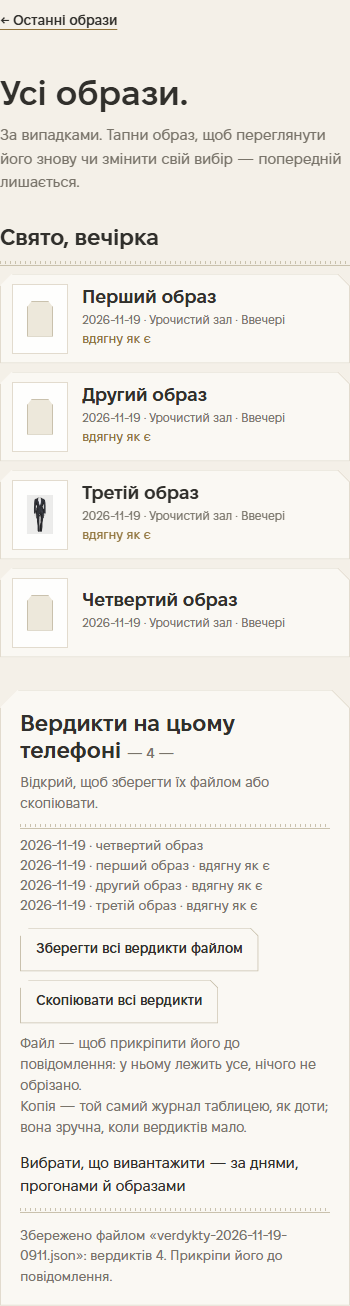 ← Останні образи
Усі образи.
За випадками. Тапни образ, щоб переглянути
його знову чи змінити свій вибір — попередній
лишається.
Свято, вечірка
Перший образ
2026-11-19 · Урочистий зал · Ввечері
вдягну як є
Другий образ
2026-11-19 · Урочистий зал · Ввечері
вдягну як є
Третій образ
2026-11-19 · Урочистий зал · Ввечері
вдягну як є
Четвертий образ
2026-11-19 · Урочистий зал · Ввечері
Вердикти на цьому
телефоні — 4 —
Відкрий, щоб зберегти їх файлом або
скопіювати.
2026-11-19 · четвертий образ
2026-11-19 · перший образ · вдягну як є
2026-11-19 · другий образ · вдягну як є
2026-11-19 · третій образ · вдягну як є
Зберегти всі вердикти файлом
Скопіювати всі вердикти
Файл — щоб прикріпити його до
повідомлення: у ньому лежить усе, нічого не
обрізано.
Копія — той самий журнал таблицею, як доти;
вона зручна, коли вердиктів мало.
Вибрати, що вивантажити — за днями,
прогонами й образами
Збережено файлом «verdykty-2026-11-19-
0911.json»: вердиктів 4. Прикріпи його до
повідомлення.